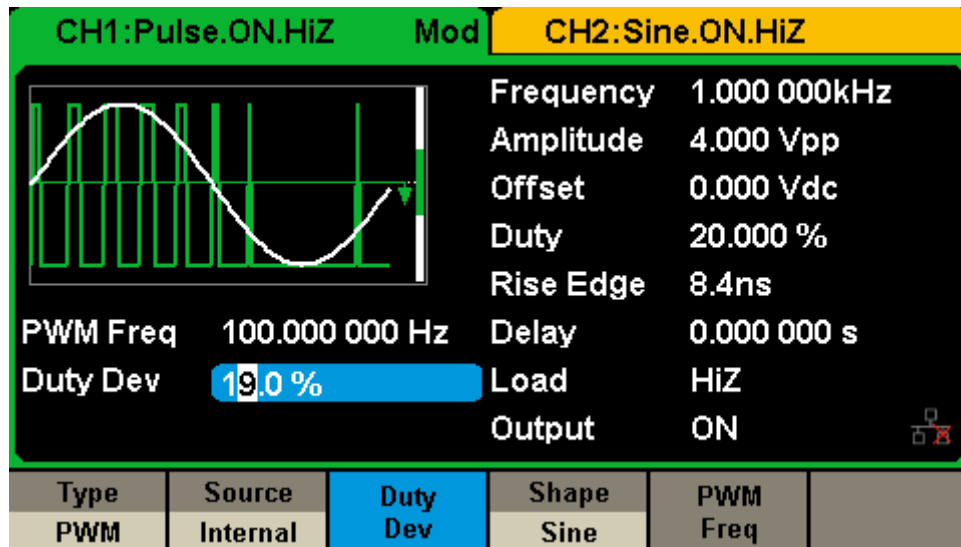 CH1:Pulse.ON.HiZ Mod CH2:Sine.ON.HiZ
Frequency 1.000 000kHz
Amplitude 4.000 Vpp
Offset 0.000 Vdc
Duty 20.000 %
Rise Edge 8.4ns
PWM Freq 100.000 000 Hz Delay 0.000 000 s
Duty Dev 19.0 % Load HiZ
Output ON
Type Source Duty Dev Shape PWM Freq
PWM Internal Sine